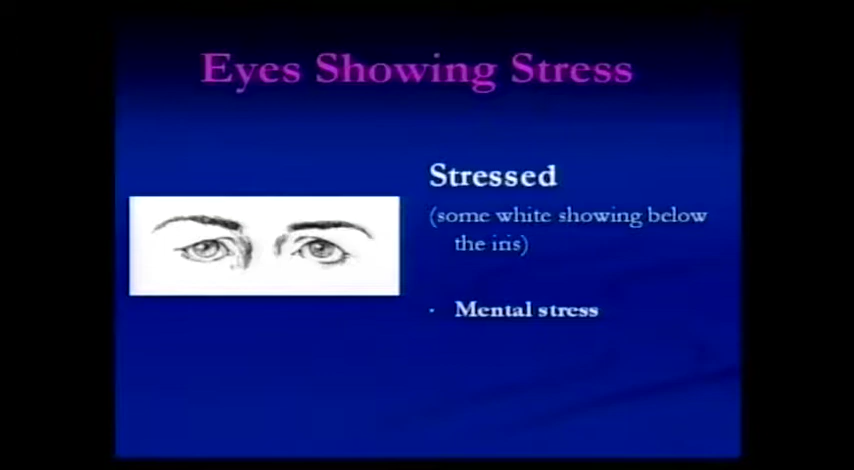 Eyes Showing Stress
Stressed
(some white showing below
the iris)
· Mental stress